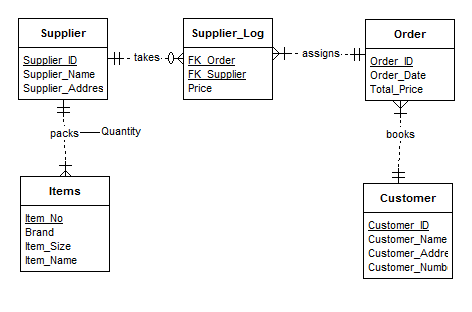 Supplier
Supplier_ID
Supplier_Name
Supplier_Addres
takes
Supplier_Log
FK_Order
FK_Supplier
Price
assigns
Order
Order_ID
Order_Date
Total_Price
packs
Quantity
books
Items
Item_No
Brand
Item_Size
Item_Name
Customer
Customer_ID
Customer_Name
Customer_Addre
Customer_Numb